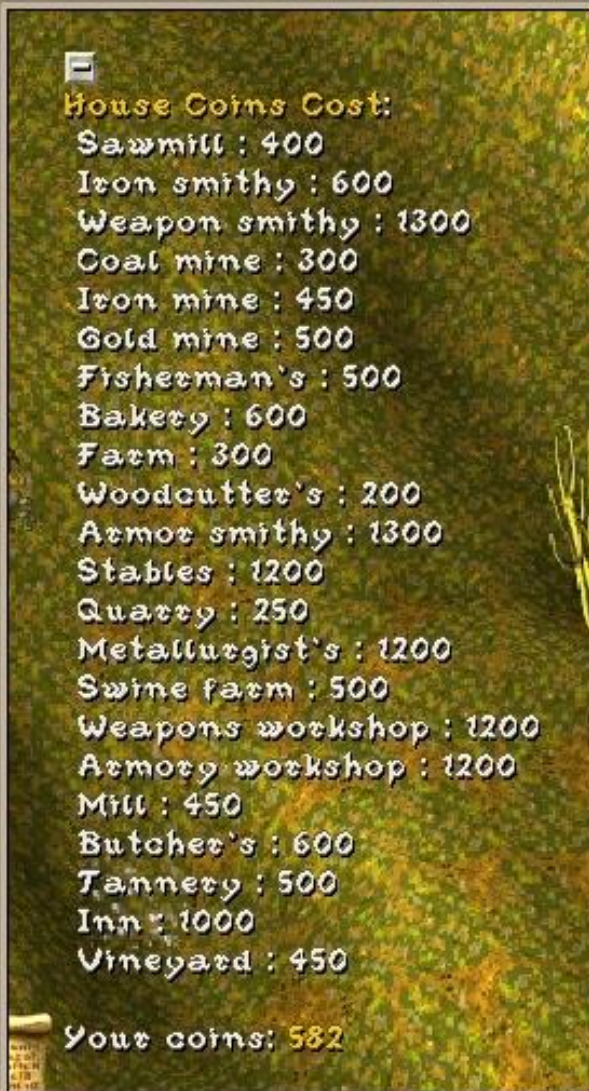 House Coins Cost:
Sawmill : 400
Iron smithy : 600
Weapon smithy : 1300
Coal mine : 300
Iron mine : 450
Gold mine : 500
Fisherman's : 500
Bakery : 600
Farm : 300
Woodcutter's : 200
Armor smithy : 1300
Stables : 1200
Quarry : 250
Metallurgist's : 1200
Swine farm : 500
Weapons workshop : 1200
Armory workshop : 1200
Mill : 450
Butcher's : 600
Tannery : 500
Inn : 1000
Vineyard : 450
Your coins: 582